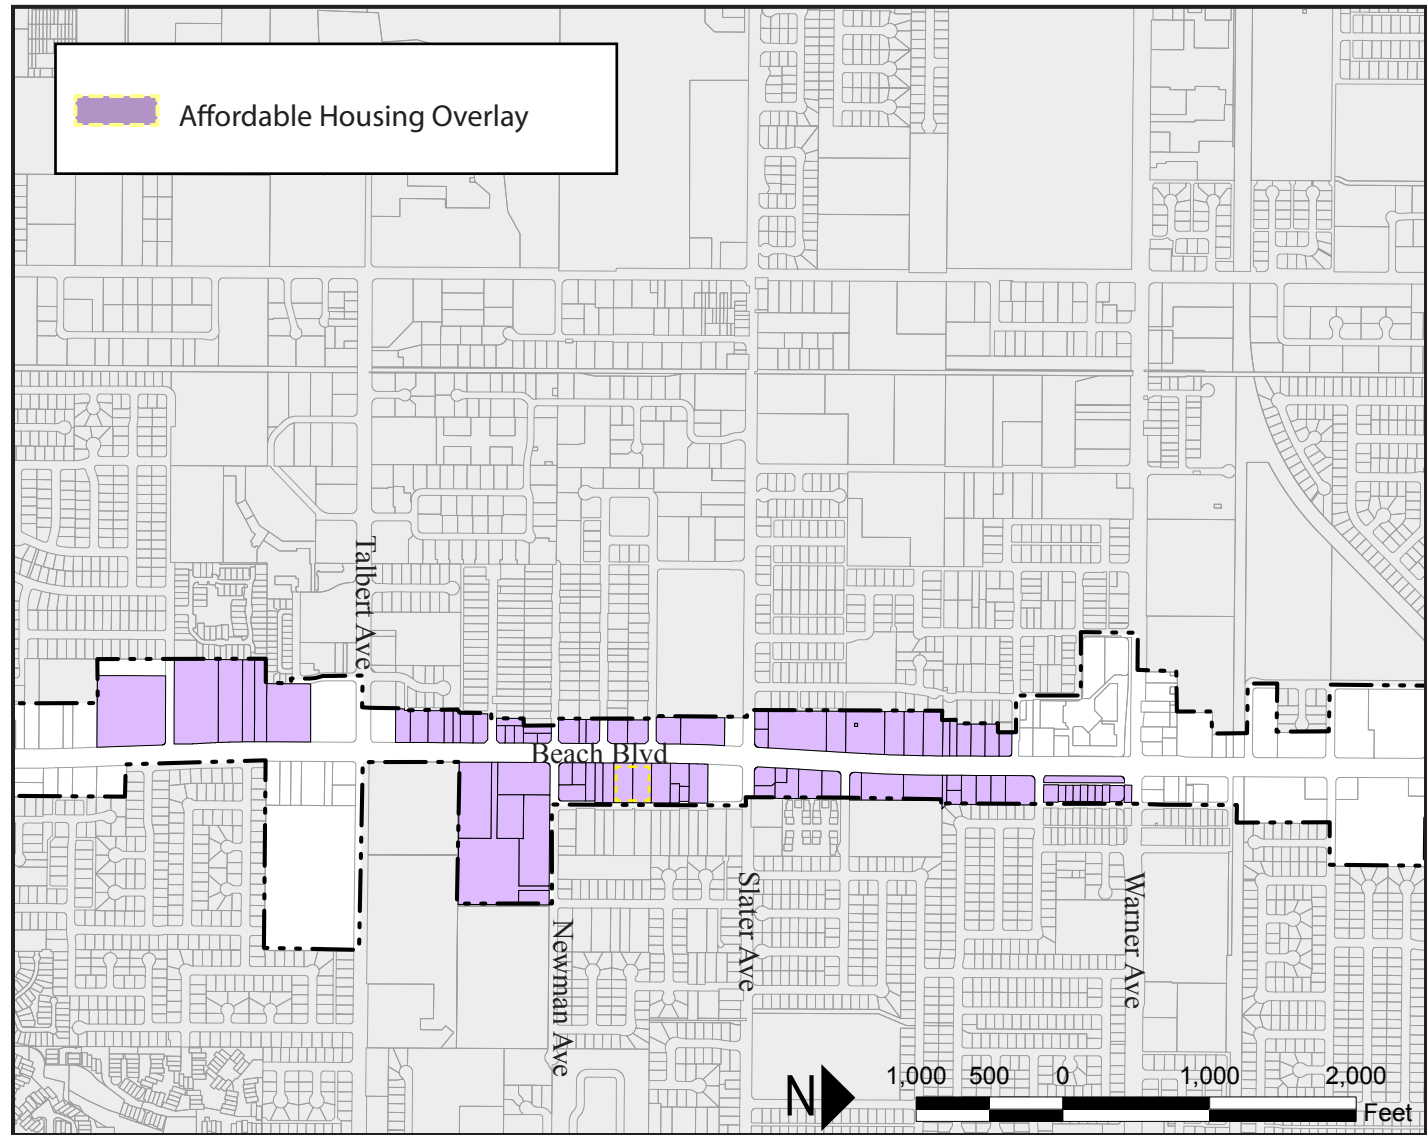 Affordable Housing Overlay
Talbert Ave
Beach Blvd
Newman Ave
Slater Ave
Warner Ave
N
1,000 500 0 1,000 2,000
Feet